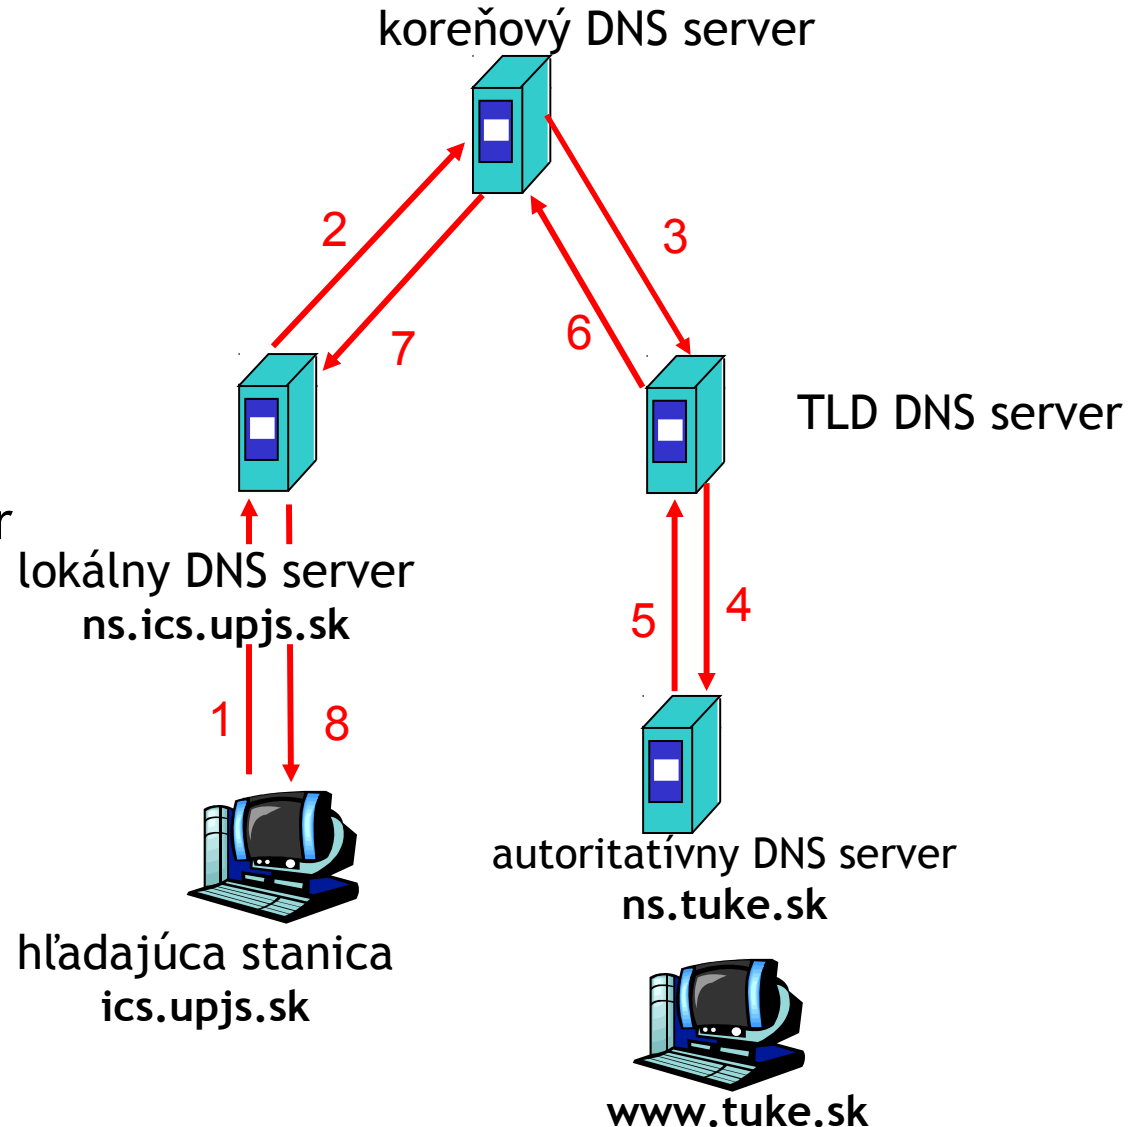 koreňový DNS server
2
3
7
6
TLD DNS server
r
lokálny DNS server
ns.ics.upjs.sk
5
4
1
8
autoritatívny DNS server
ns.tuke.sk
hľadajúca stanica
ics.upjs.sk
www.tuke.sk